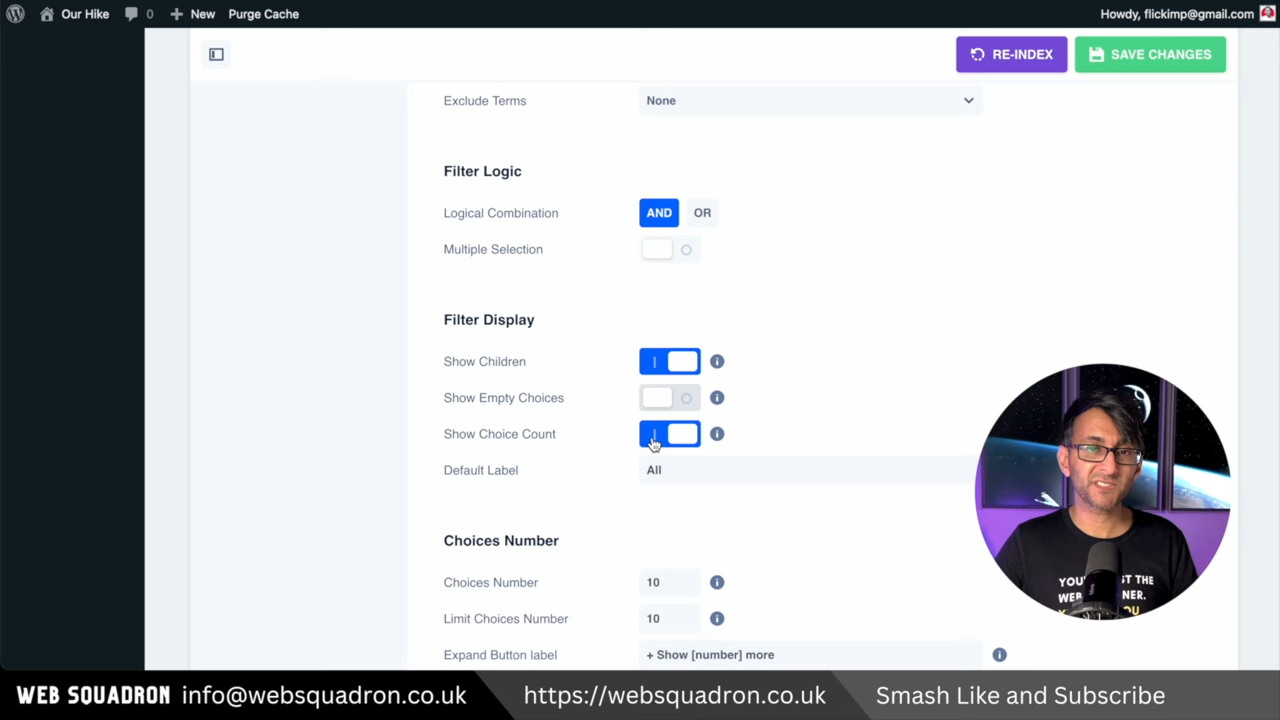 Our Hike 0 New Purge Cache Howdy, flickimp@gmail.com
RE-INDEX SAVE CHANGES
Exclude Terms None
Filter Logic
Logical Combination AND OR
Multiple Selection
Filter Display
Show Children
Show Empty Choices
Show Choice Count
Default Label All
Choices Number
Choices Number 10
Limit Choices Number 10
Expand Button label + Show [number] more
WEB SQUADRON info@websquadron.co.uk https://websquadron.co.uk Smash Like and Subscribe